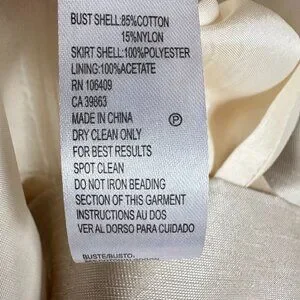 BUST SHELL:85%COTTON
15%NYLON
SKIRT SHELL:100%POLYESTER
LINING:100%ACETATE
RN 106409
CA 39863
MADE IN CHINA
P
DRY CLEAN ONLY
FOR BEST RESULTS
SPOT CLEAN
DO NOT IRON BEADING
SECTION OF THIS GARMENT
INSTRUCTIONS AU DOS
VER AL DORSO PARA CUIDADO
BUSTE/BUSTO: